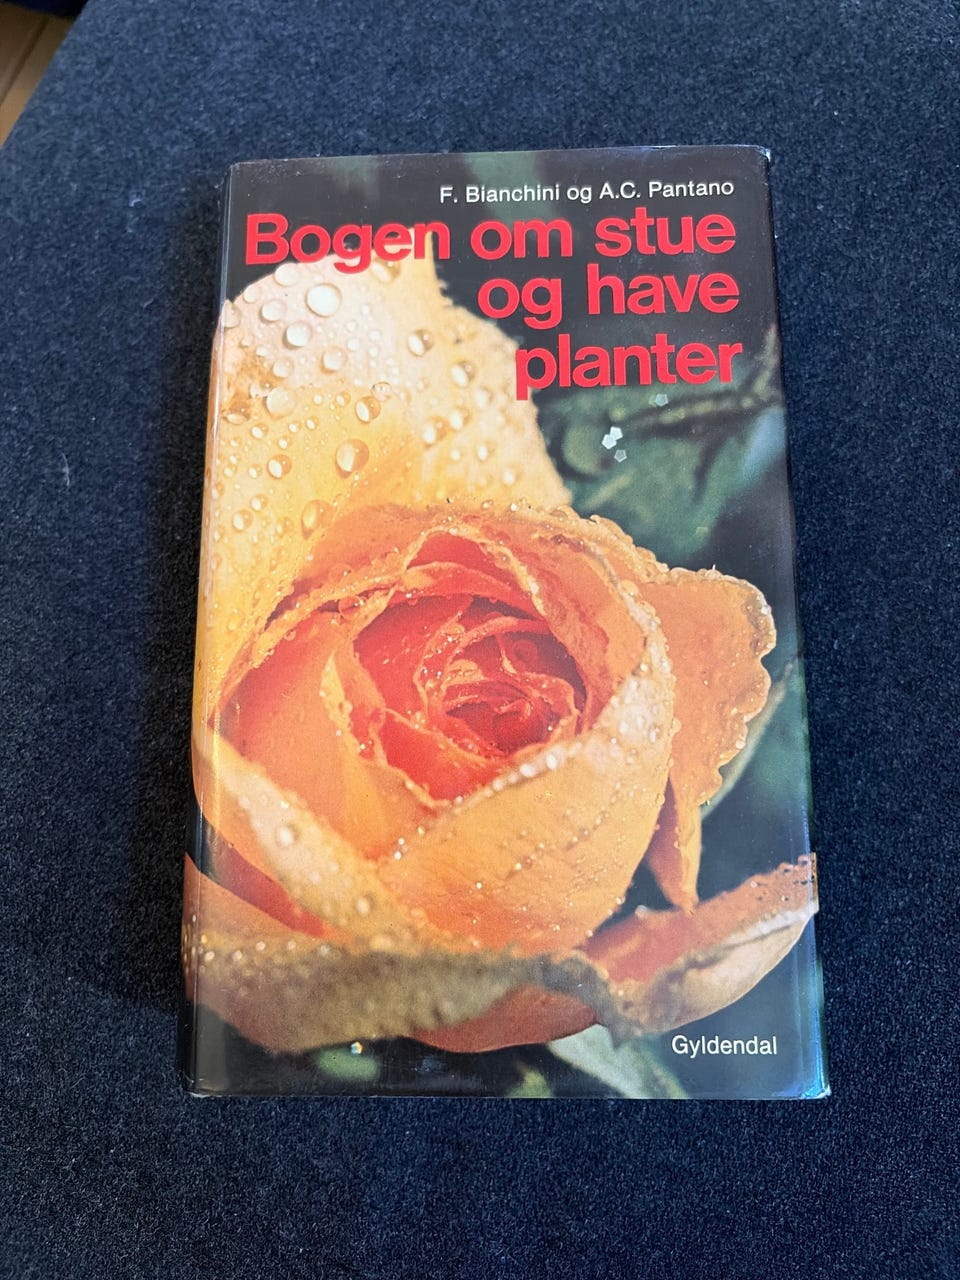 F. Bianchini og A.C. Pantano
Bogen om stue
og have
planter
Gyldendal